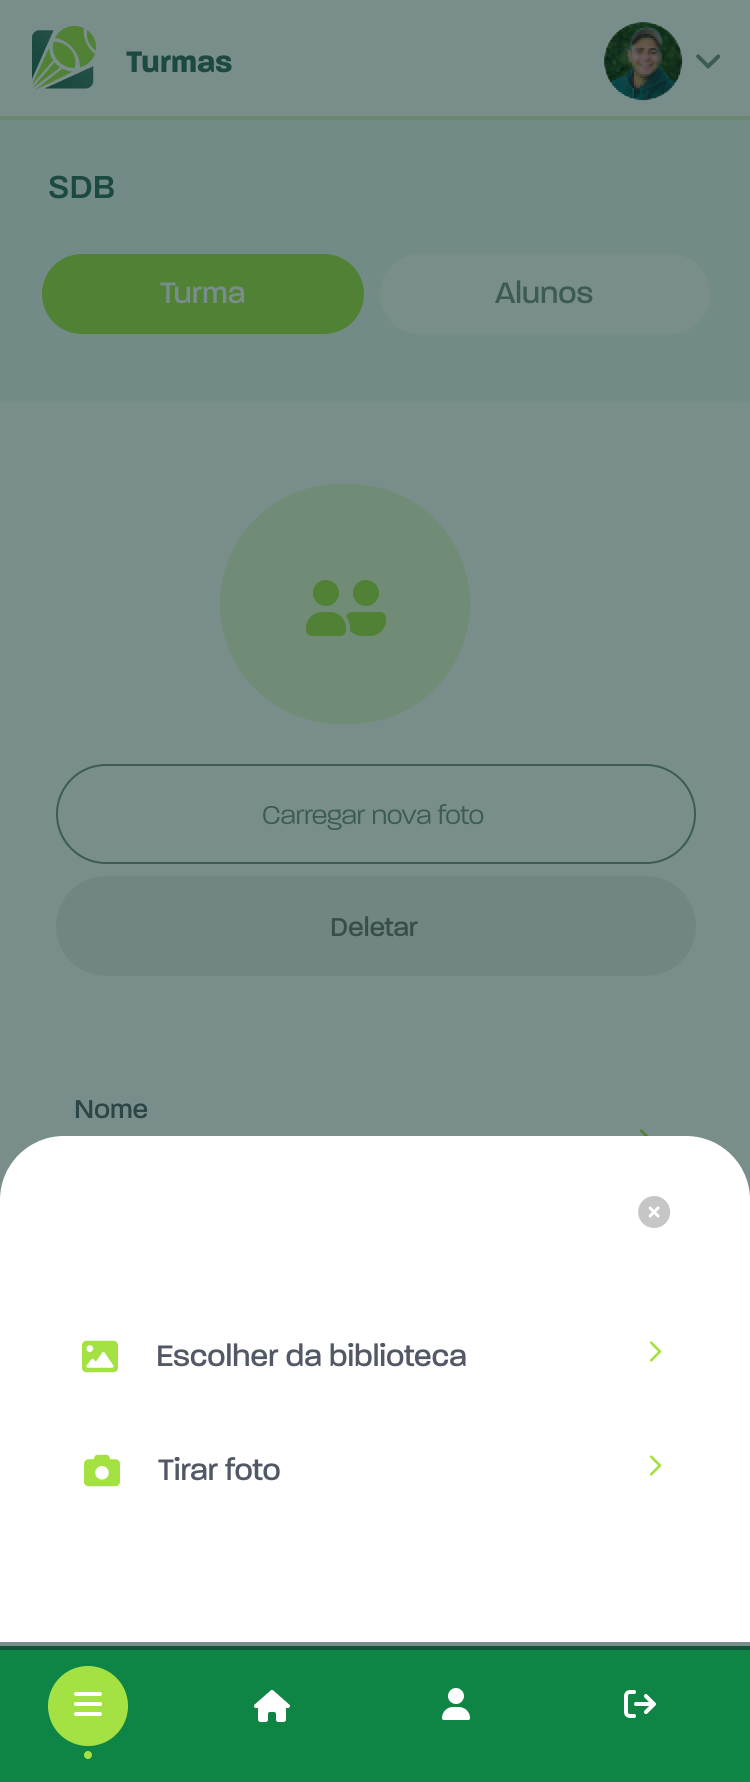 Turmas
SDB
Turma
Alunos
Carregar nova foto
Deletar
Nome
Escolher da biblioteca
Tirar foto